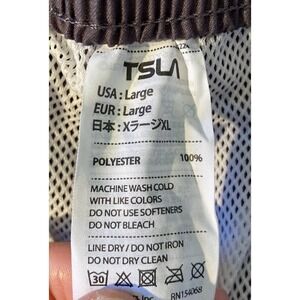 TSLA
USA : Large
EUR : Large
日本 : XラージXL
POLYESTER 100%
MACHINE WASH COLD
WITH LIKE COLORS
DO NOT USE SOFTENERS
DO NOT BLEACH
LINE DRY / DO NOT IRON
DO NOT DRY CLEAN
30
RN154068